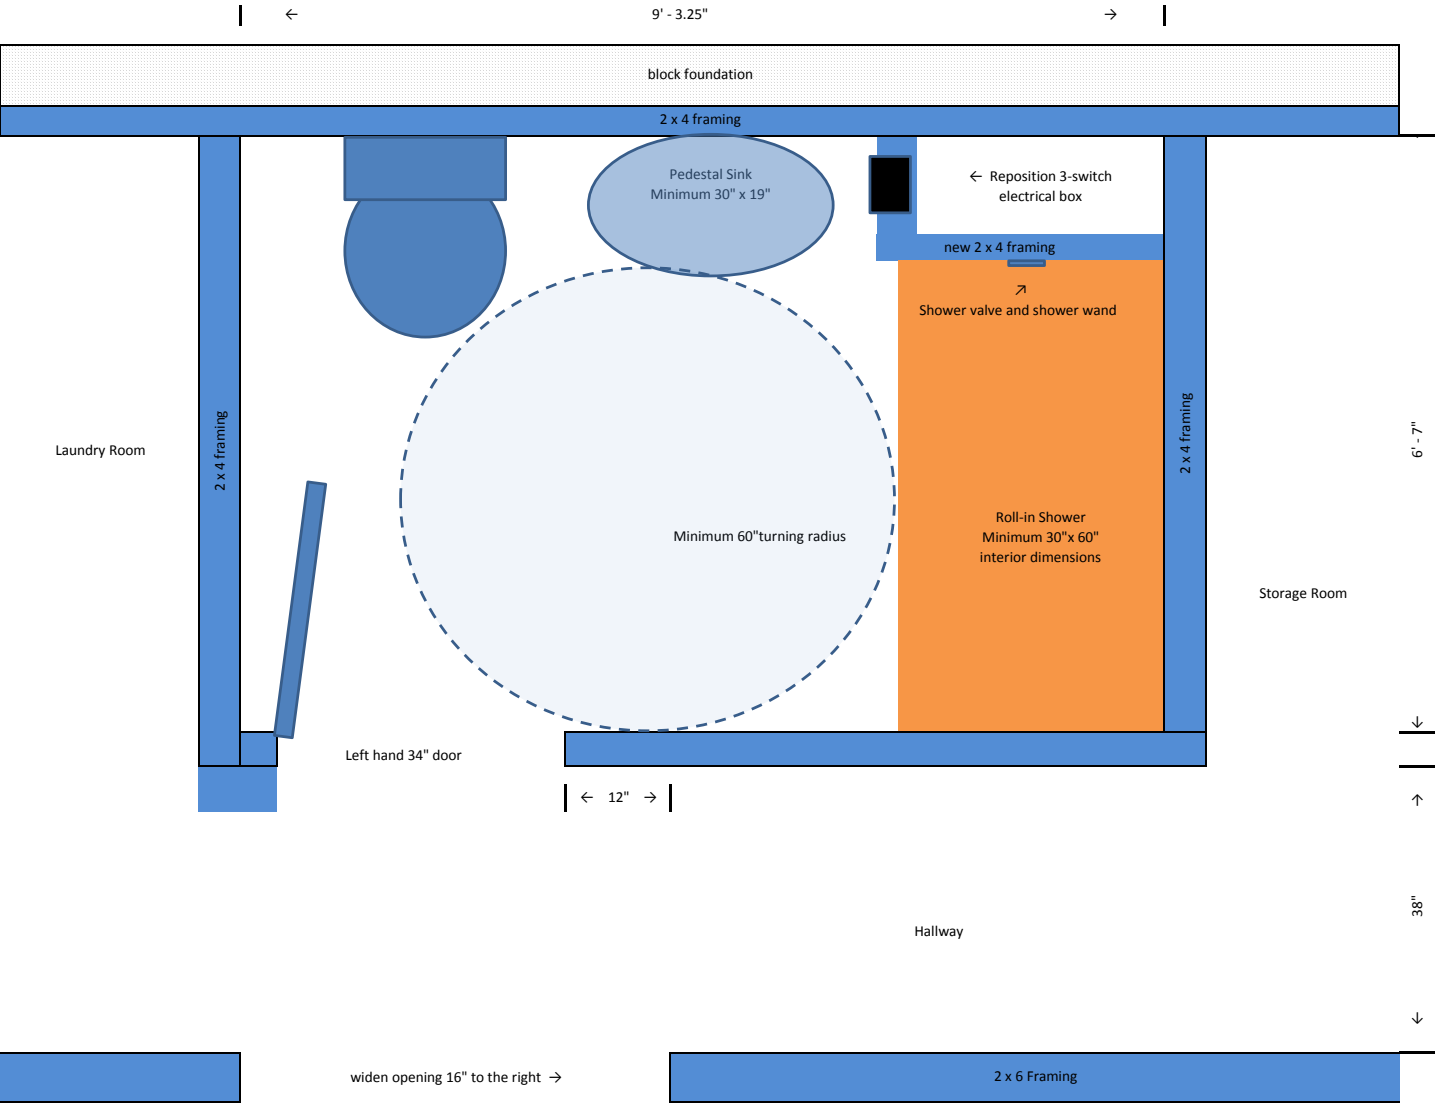 ← 9' - 3.25" →
block foundation
2 x 4 framing
Pedestal Sink
Minimum 30" x 19"
← Reposition 3-switch
electrical box
new 2 x 4 framing
↗
Shower valve and shower wand
2 x 4 framing
2 x 4 framing
6' - 7"
Laundry Room
Minimum 60"turning radius
Roll-in Shower
Minimum 30"x 60"
interior dimensions
Storage Room
Left hand 34" door
← 12" →
38"
Hallway
widen opening 16" to the right →
2 x 6 Framing